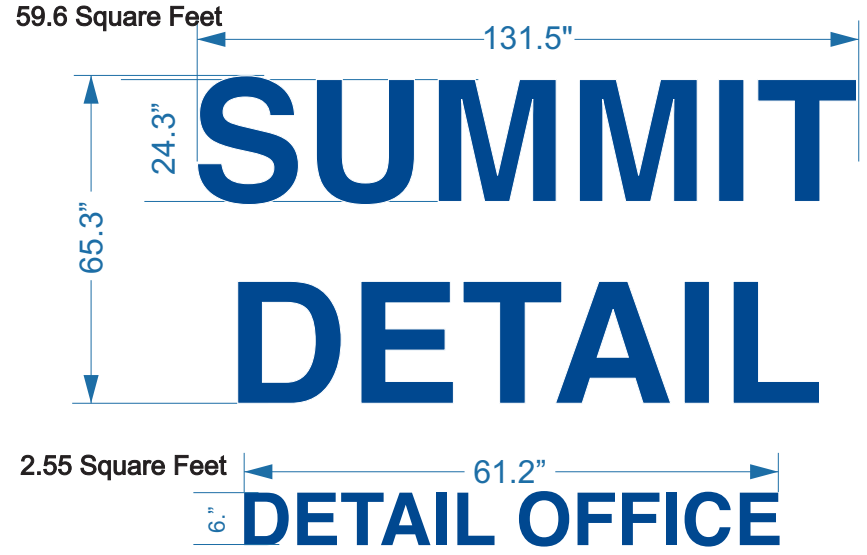 59.6 Square Feet
131.5"
24.3”
SUMMIT
65.3”
DETAIL
2.55 Square Feet
61.2”
6.”
DETAIL OFFICE